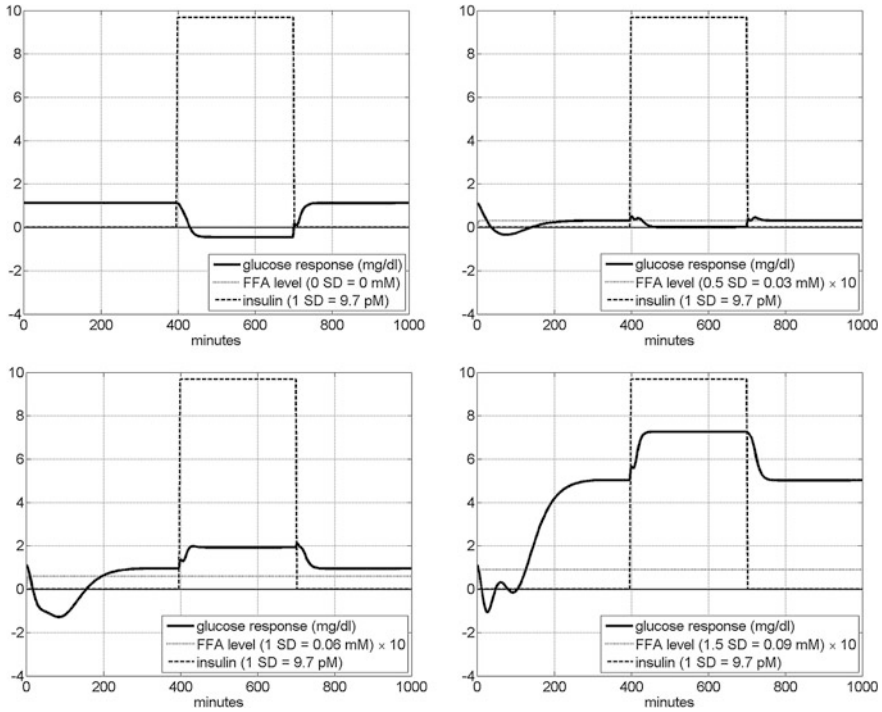 10
8
6
4
2
0
-2
-4
0 200 400 600 800 1000
minutes
glucose response (mg/dl)
FFA level (0 SD = 0 mM)
insulin (1 SD = 9.7 pM)
10
8
6
4
2
0
-2
-4
0 200 400 600 800 1000
minutes
glucose response (mg/dl)
FFA level (0.5 SD = 0.03 mM) × 10
insulin (1 SD = 9.7 pM)
10
8
6
4
2
0
-2
-4
0 200 400 600 800 1000
minutes
glucose response (mg/dl)
FFA level (1 SD = 0.06 mM) × 10
insulin (1 SD = 9.7 pM)
10
8
6
4
2
0
-2
-4
0 200 400 600 800 1000
minutes
glucose response (mg/dl)
FFA level (1.5 SD = 0.09 mM) × 10
insulin (1 SD = 9.7 pM)